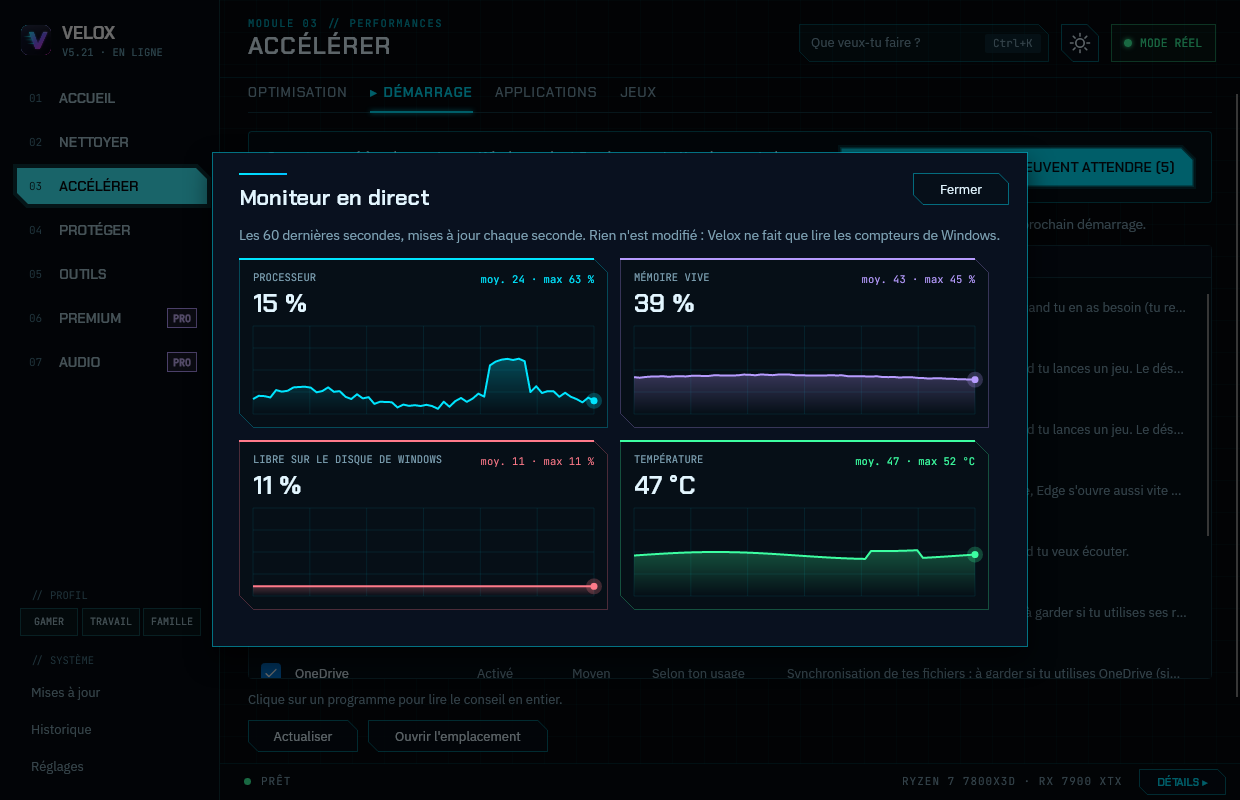 VELOX
V5.21 · EN LIGNE
01 ACCUEIL
02 NETTOYER
03 ACCÉLÉRER
04 PROTÉGER
05 OUTILS
06 PREMIUM PRO
07 AUDIO PRO
// PROFIL
GAMER TRAVAIL FAMILLE
// SYSTÈME
Mises à jour
Historique
Réglages
MODULE 03 // PERFORMANCES
ACCÉLÉRER
Que veux-tu faire ? Ctrl+K
MODE RÉEL
OPTIMISATION ▸ DÉMARRAGE APPLICATIONS JEUX
EUVENT ATTENDRE (5)
rochain démarrage.
Moniteur en direct
Fermer
Les 60 dernières secondes, mises à jour chaque seconde. Rien n'est modifié : Velox ne fait que lire les compteurs de Windows.
PROCESSEUR
moy. 24 · max 63 %
15 %
MÉMOIRE VIVE
moy. 43 · max 45 %
39 %
LIBRE SUR LE DISQUE DE WINDOWS
moy. 11 · max 11 %
11 %
TEMPÉRATURE
moy. 47 · max 52 °C
47 °C
and tu en as besoin (tu re...
d tu lances un jeu. Le dés...
d tu lances un jeu. Le dés...
, Edge s'ouvre aussi vite ...
d tu veux écouter.
à garder si tu utilises ses r...
OneDrive Activé Moyen Selon ton usage Synchronisation de tes fichiers : à garder si tu utilises OneDrive (si...
Clique sur un programme pour lire le conseil en entier.
Actualiser Ouvrir l'emplacement
PRÊT
RYZEN 7 7800X3D · RX 7900 XTX
DÉTAILS ▸